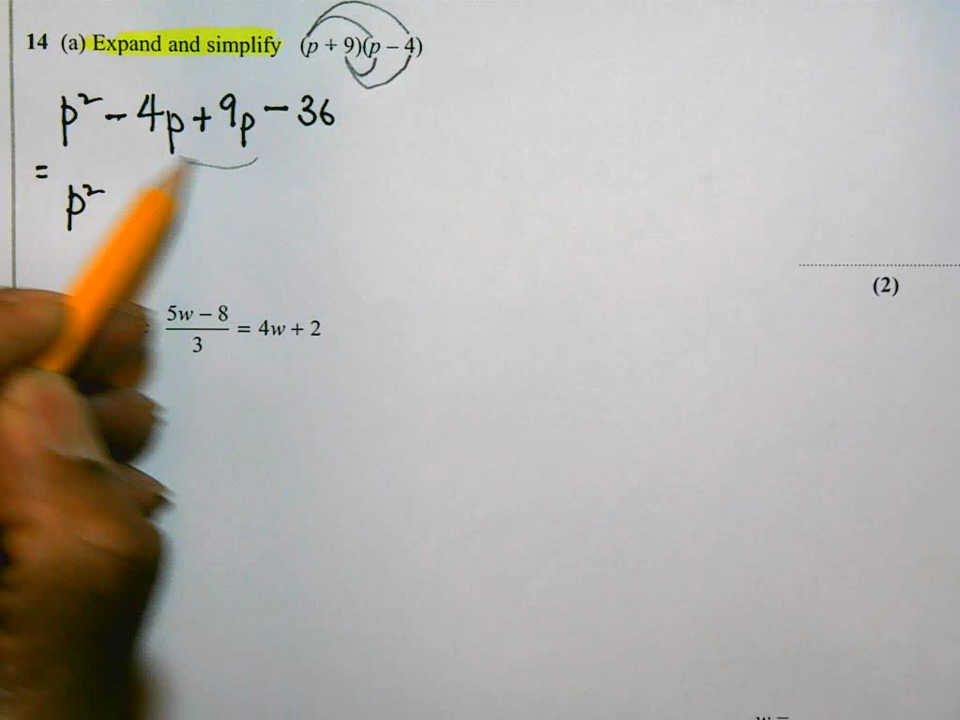 14 (a) Expand and simplify (p + 9)(p – 4)
p² - 4p + 9p - 36
= p²
(2)
5w – 8 / 3 = 4w + 2